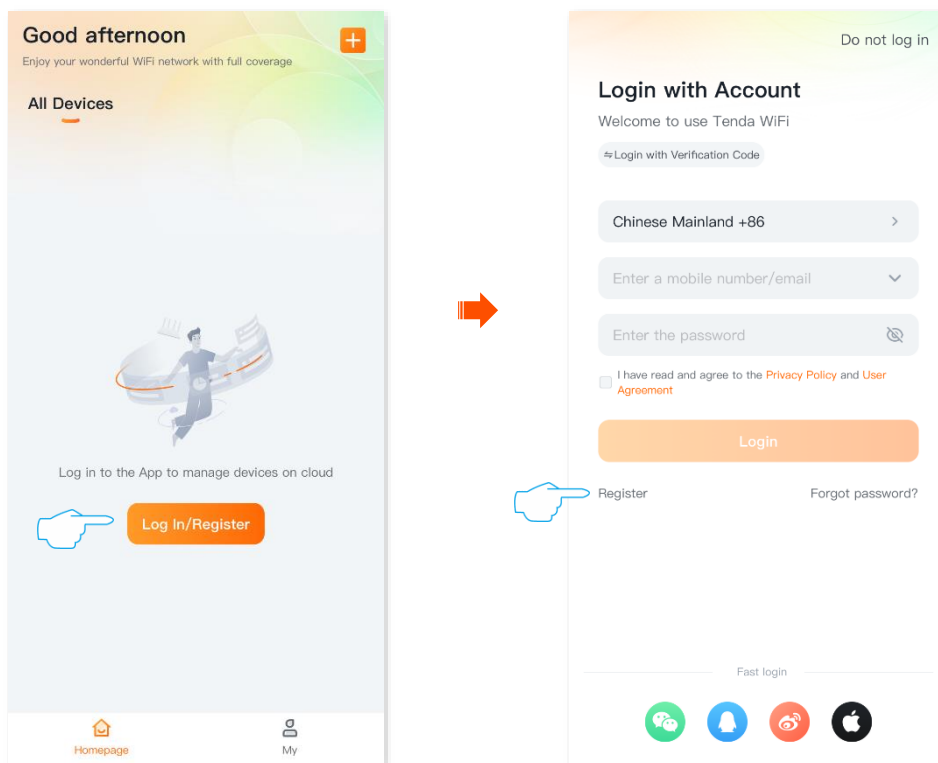 Good afternoon
Enjoy your wonderful WiFi network with full coverage
All Devices
Log in to the App to manage devices on cloud
Log In/Register
Homepage
My
Do not log in
Login with Account
Welcome to use Tenda WiFi
⇋Login with Verification Code
Chinese Mainland +86
Enter a mobile number/email
Enter the password
I have read and agree to the Privacy Policy and User
Agreement
Login
Register
Forgot password?
Fast login